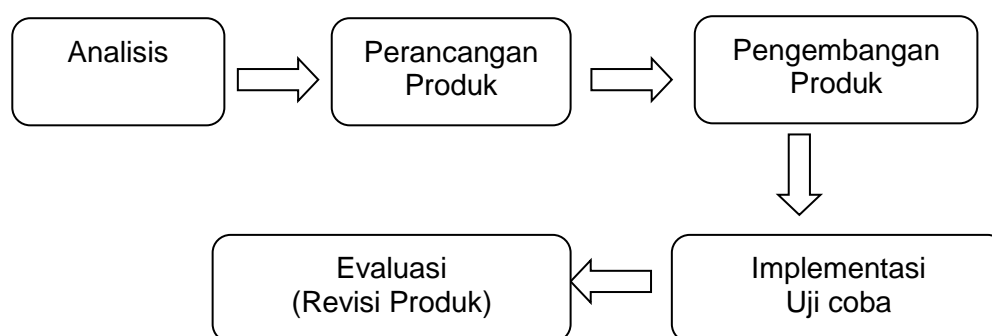 Analisis
Perancangan
Produk
Pengembangan
Produk
Implementasi
Uji coba
Evaluasi
(Revisi Produk)